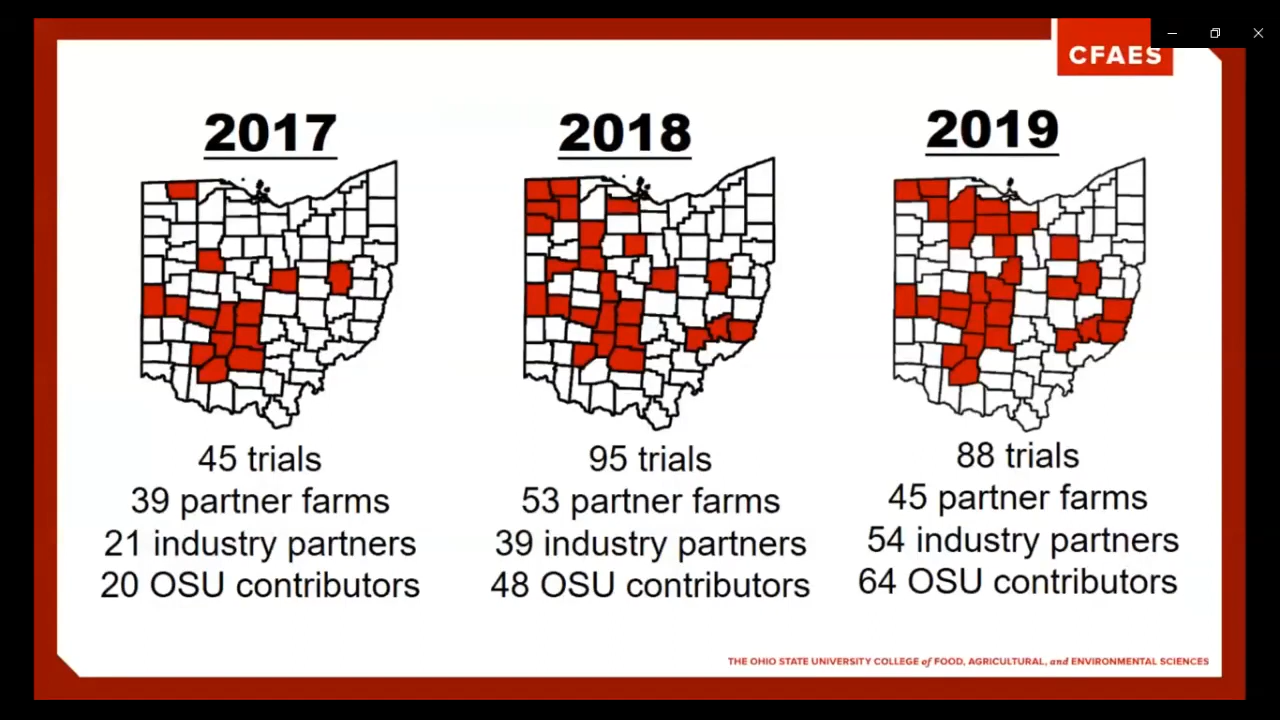 CFAES
2017
2018
2019
45 trials
39 partner farms
21 industry partners
20 OSU contributors
95 trials
53 partner farms
39 industry partners
48 OSU contributors
88 trials
45 partner farms
54 industry partners
64 OSU contributors
THE OHIO STATE UNIVERSITY COLLEGE of FOOD, AGRICULTURAL, and ENVIRONMENTAL SCIENCES